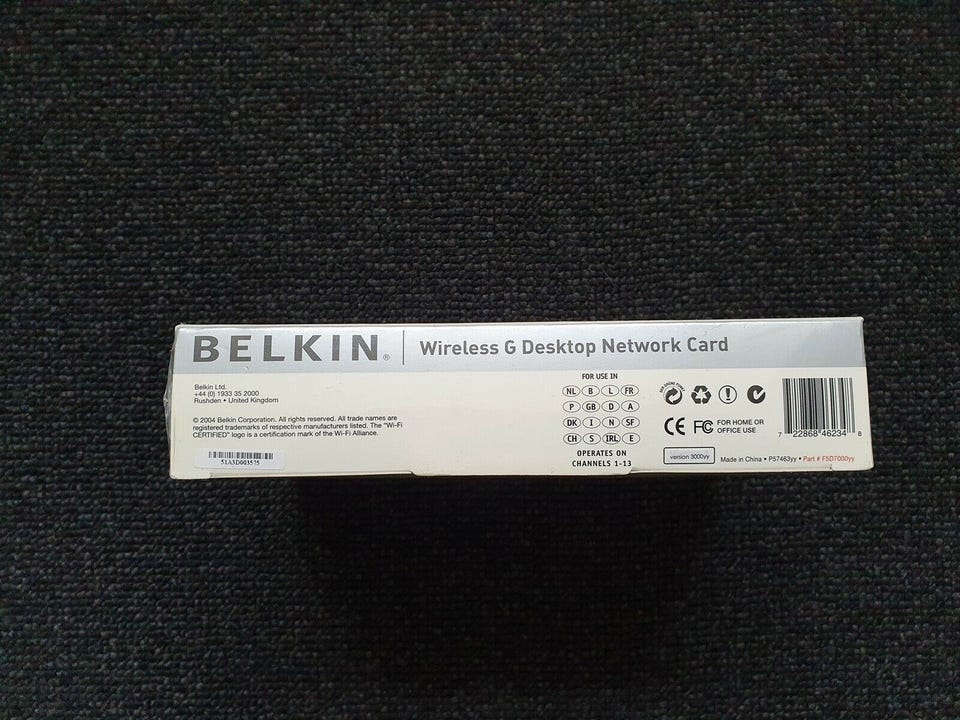 BELKIN®
Wireless G Desktop Network Card
Belkin Ltd.
+44 (0) 1933 35 2000
Rushden • United Kingdom
© 2004 Belkin Corporation. All rights reserved. All trade names are
registered trademarks of respective manufacturers listed. The "Wi-Fi
CERTIFIED" logo is a certification mark of the Wi-Fi Alliance.
51A3D003575
FOR USE IN
NL B L FR
P GB D A
DK I N SF
CH S IRL E
OPERATES ON
CHANNELS 1-13
CE FC FOR HOME OR
OFFICE USE
version 3000yy
Made in China • P57463yy • Part # F5D7000yy
7 22868 46234 8